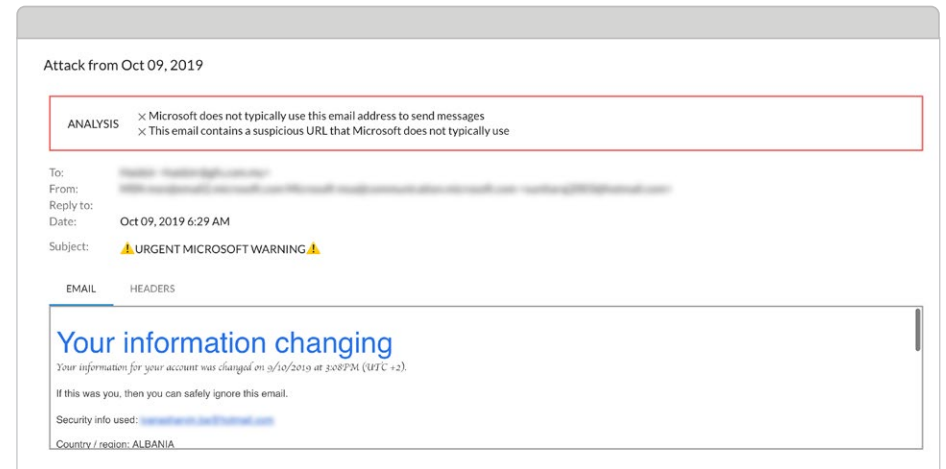 Attack from Oct 09, 2019
ANALYSIS
× Microsoft does not typically use this email address to send messages
× This email contains a suspicious URL that Microsoft does not typically use
To:
From:
Reply to:
Date: Oct 09, 2019 6:29 AM
Subject: ⚠URGENT MICROSOFT WARNING⚠
EMAIL HEADERS
Your information changing
Your information for your account was changed on 9/10/2019 at 3:08PM (UTC +2).
If this was you, then you can safely ignore this email.
Security info used:
Country / region: ALBANIA